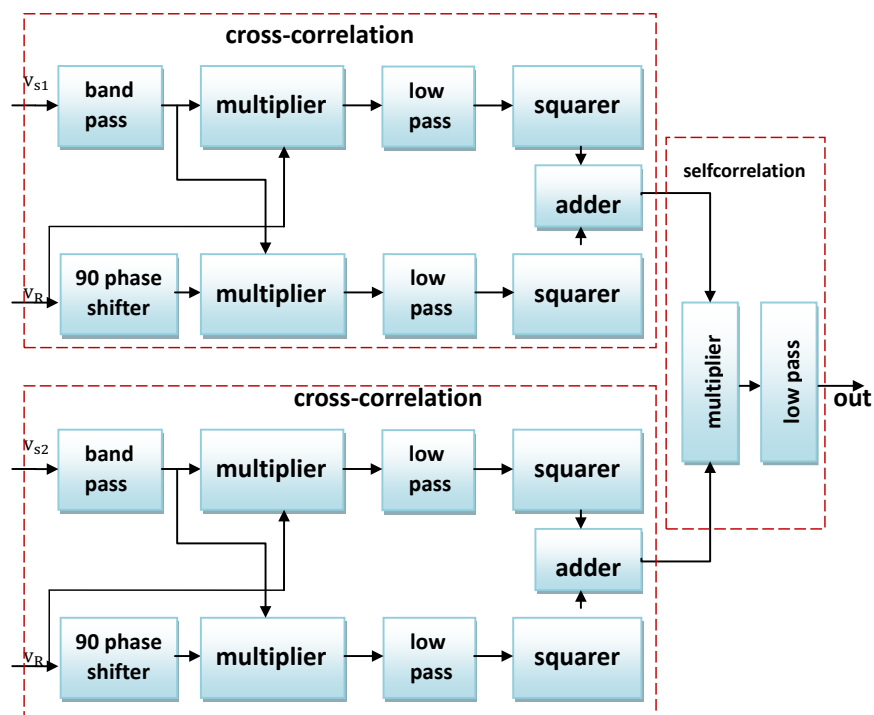 cross-correlation
v_s1
band
pass
multiplier
low
pass
squarer
adder
v_R
90 phase
shifter
multiplier
low
pass
squarer
selfcorrelation
multiplier
low pass
out
cross-correlation
v_s2
band
pass
multiplier
low
pass
squarer
adder
v_R
90 phase
shifter
multiplier
low
pass
squarer